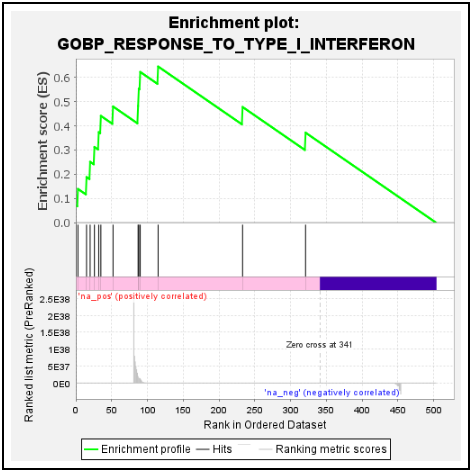 Enrichment plot:
GOBP_RESPONSE_TO_TYPE_I_INTERFERON
Enrichment score (ES)
0.6
0.5
0.4
0.3
0.2
0.1
0.0
Ranked list metric (PreRanked)
'na_pos' (positively correlated)
2.5E38
2E38
1.5E38
1E38
5E37
0E0
Zero cross at 341
'na_neg' (negatively correlated)
0 50 100 150 200 250 300 350 400 450 500
Rank in Ordered Dataset
Enrichment profile Hits Ranking metric scores